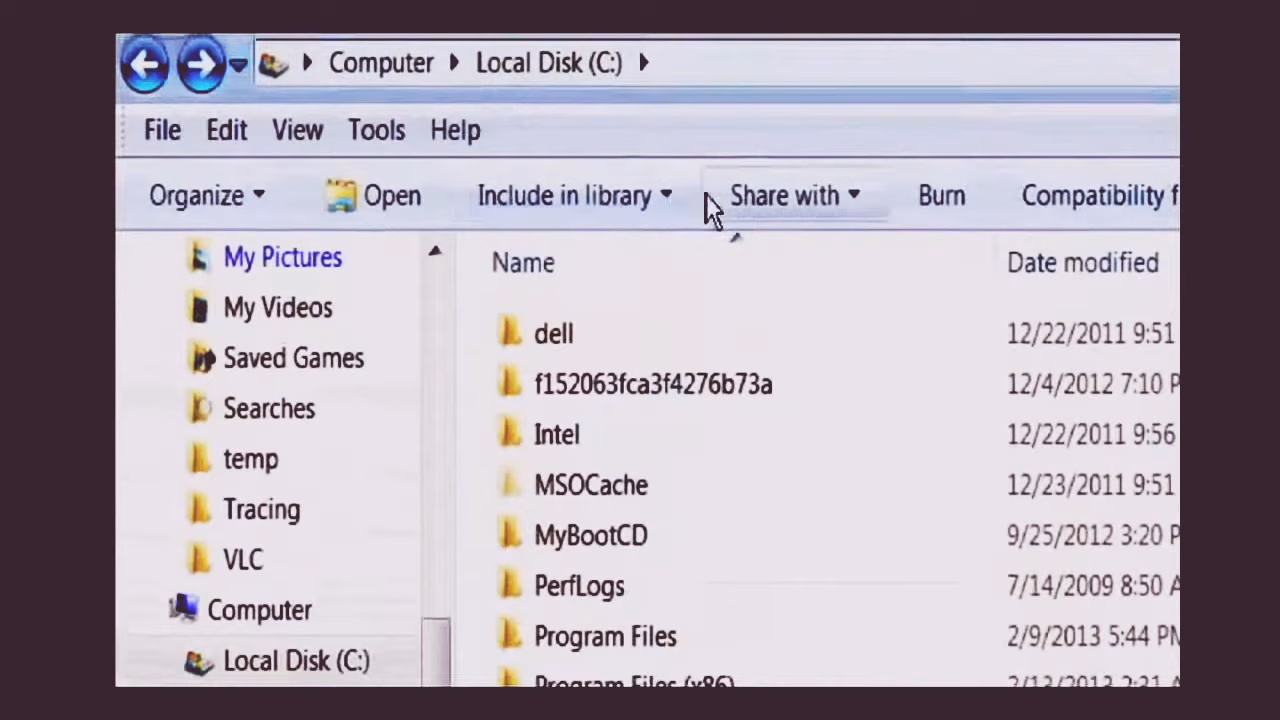 Computer Local Disk (C:)
File Edit View Tools Help
Organize Open Include in library Share with Burn Compatibility f
My Pictures
My Videos
Saved Games
Searches
temp
Tracing
VLC
Computer
Local Disk (C:)
Name Date modified
dell 12/22/2011 9:51
f152063fca3f4276b73a 12/4/2012 7:10 P
Intel 12/22/2011 9:56
MSOCache 12/23/2011 9:51
MyBootCD 9/25/2012 3:20 P
PerfLogs 7/14/2009 8:50 A
Program Files 2/9/2013 5:44 PM
Program Files (x86) 2/13/2013 2:31 A